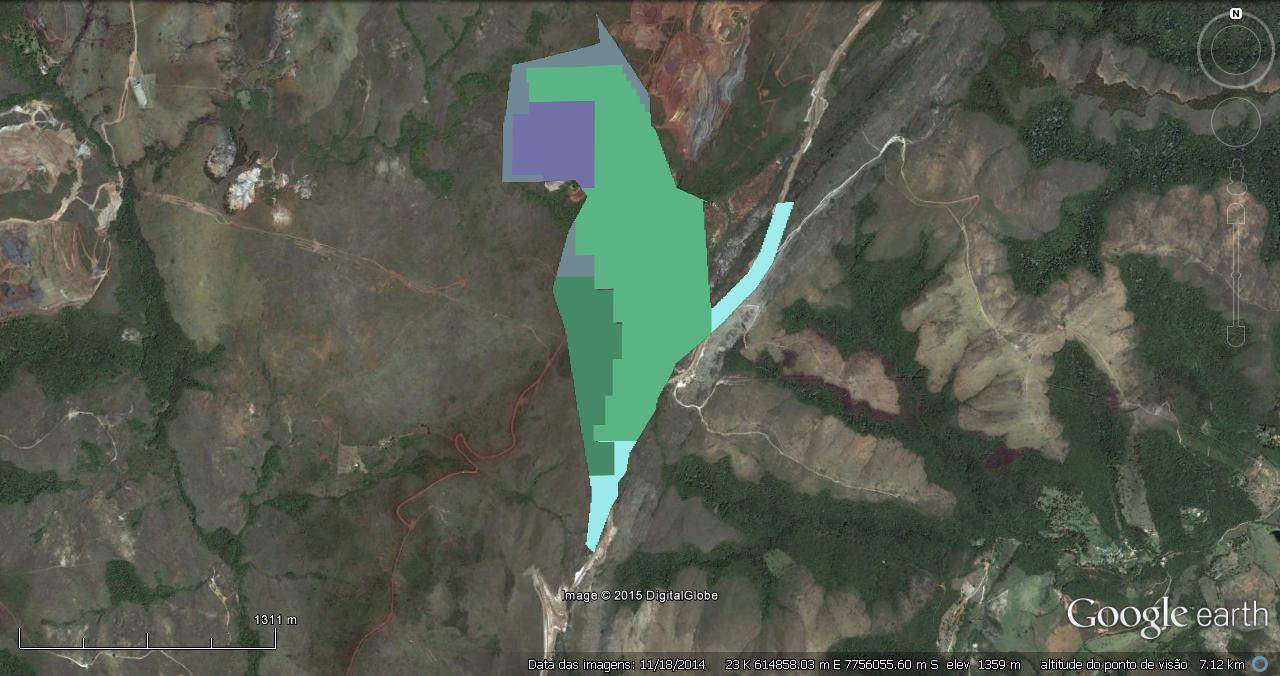 N
1311 m
Image © 2015 DigitalGlobe
Google earth
Data das imagens: 11/18/2014 23 K 614858.03 m E 7756055.60 m S elev 1359 m altitude do ponto de visão 7.12 km